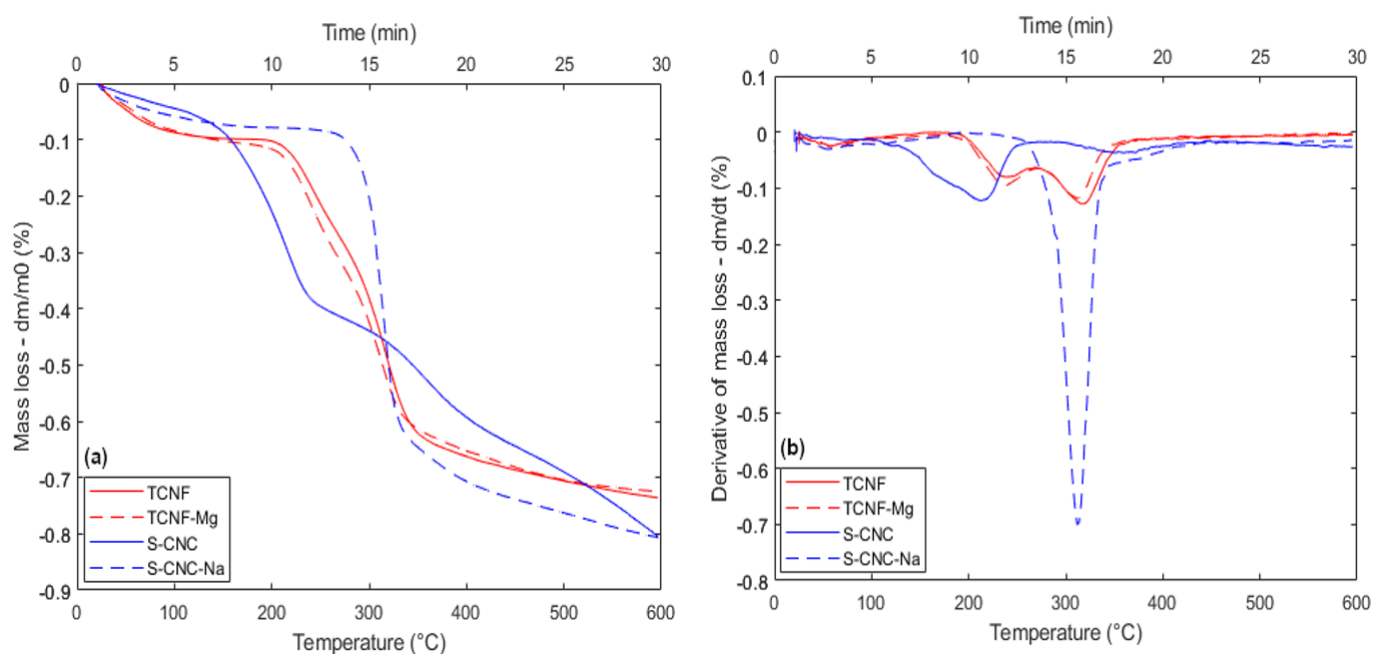 Time (min)
0 5 10 15 20 25 30
0
-0.1
-0.2
-0.3
-0.4
-0.5
-0.6
-0.7
-0.8
-0.9
Mass loss - dm/m0 (%)
(a)
TCNF
TCNF-Mg
S-CNC
S-CNC-Na
0 100 200 300 400 500 600
Temperature (°C)
Time (min)
0 5 10 15 20 25 30
0.1
0
-0.1
-0.2
-0.3
-0.4
-0.5
-0.6
-0.7
-0.8
Derivative of mass loss - dm/dt (%)
(b)
TCNF
TCNF-Mg
S-CNC
S-CNC-Na
0 100 200 300 400 500 600
Temperature (°C)